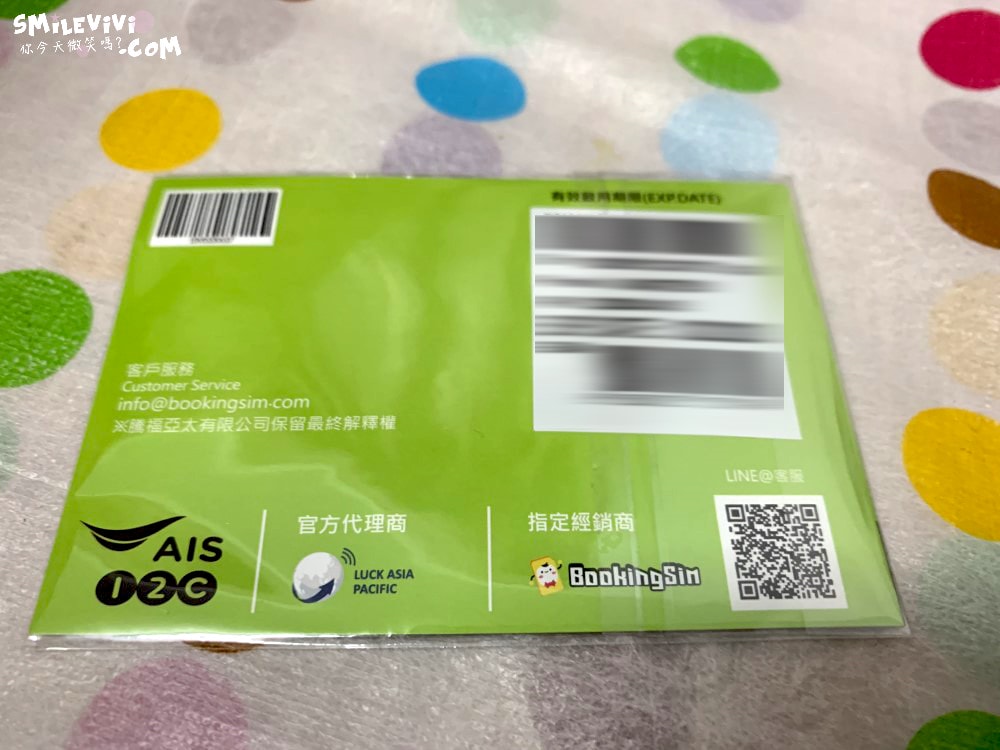 SMiLEViVi
你今天微笑嗎?.COM
有效啟用期限(EXP.DATE)
客戶服務
Customer Service
info@bookingsim.com
※騰福亞太有限公司保留最終解釋權
LINE@客服
官方代理商
指定經銷商
AIS
12C
LUCK ASIA
PACIFIC
BookingSim